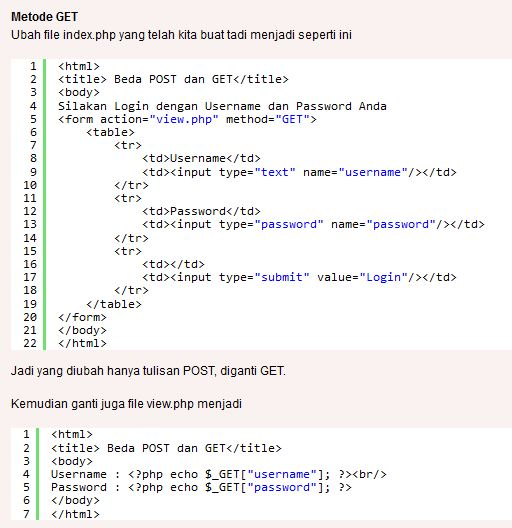 Metode GET
Ubah file index.php yang telah kita buat tadi menjadi seperti ini
1 <html>
2 <title> Beda POST dan GET</title>
3 <body>
4 Silakan Login dengan Username dan Password Anda
5 <form action="view.php" method="GET">
6 <table>
7 <tr>
8 <td>Username</td>
9 <td><input type="text" name="username"/></td>
10 </tr>
11 <tr>
12 <td>Password</td>
13 <td><input type="password" name="password"/></td>
14 </tr>
15 <tr>
16 <td></td>
17 <td><input type="submit" value="Login"/></td>
18 </tr>
19 </table>
20 </form>
21 </body>
22 </html>
Jadi yang diubah hanya tulisan POST, diganti GET.
Kemudian ganti juga file view.php menjadi
1 <html>
2 <title> Beda POST dan GET</title>
3 <body>
4 Username : <?php echo $_GET["username"]; ?><br/>
5 Password : <?php echo $_GET["password"]; ?>
6 </body>
7 </html>